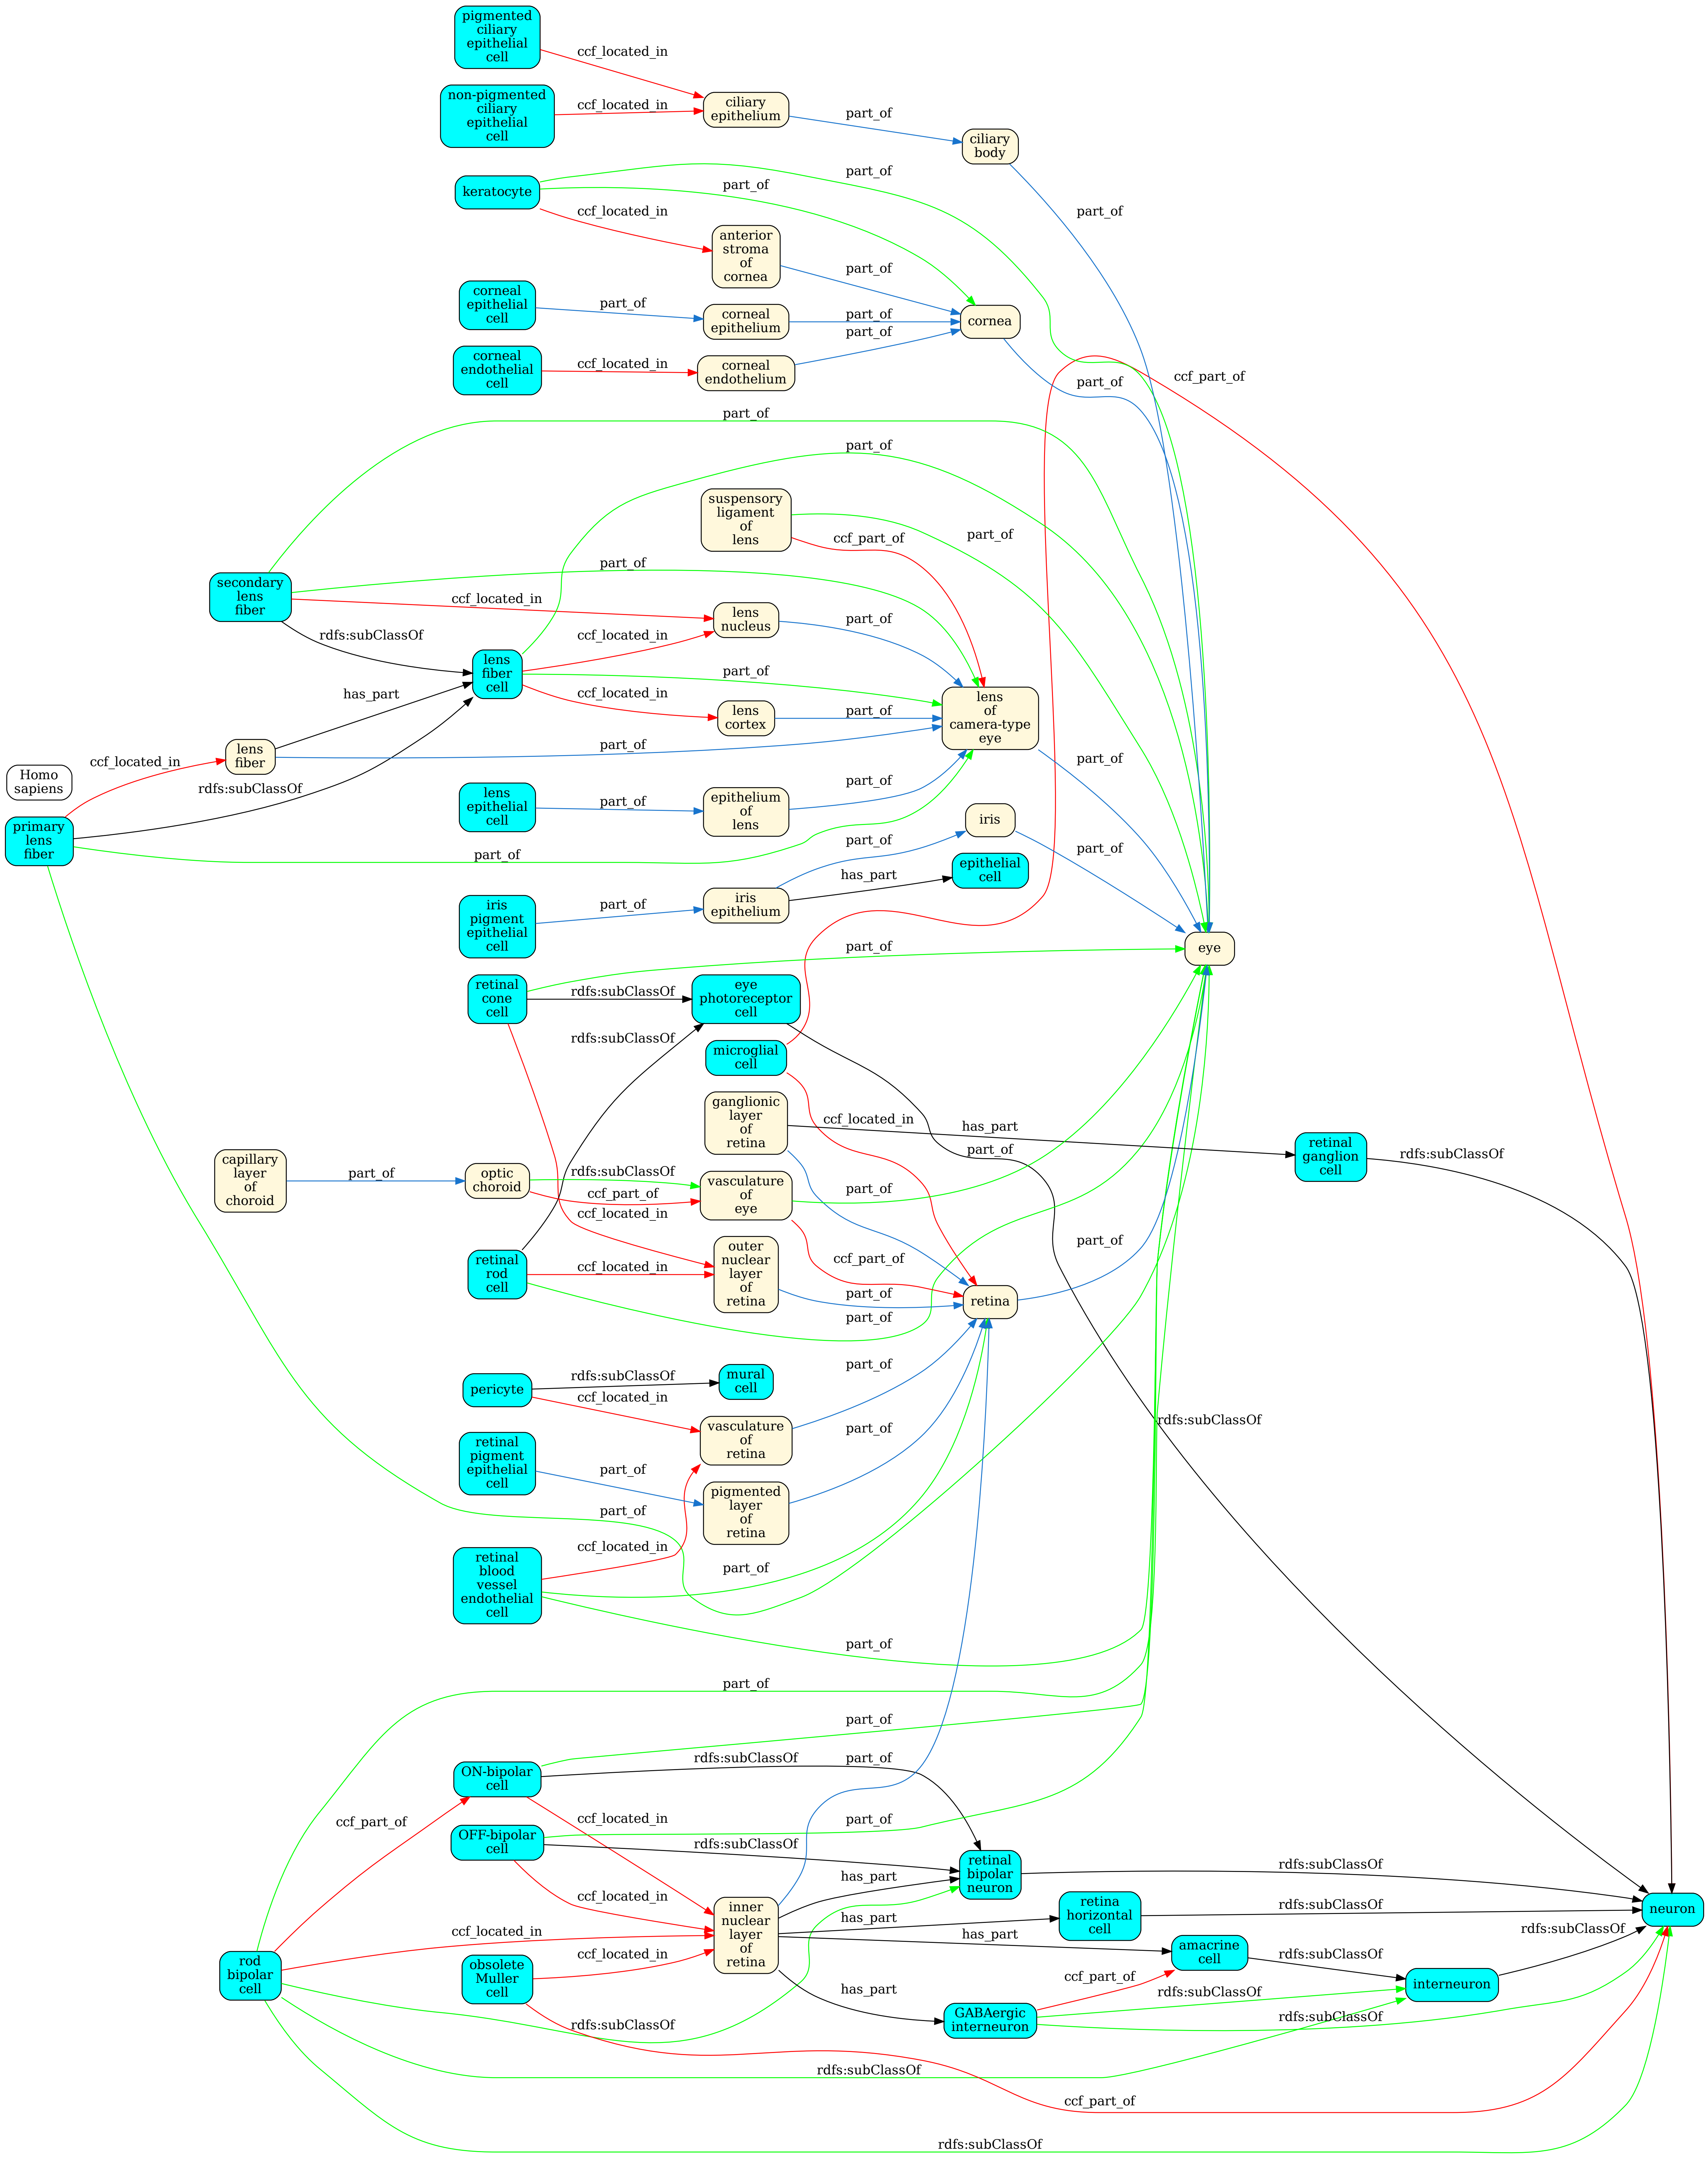 pigmented
ciliary
epithelial
cell
ccf_located_in
non-pigmented
ciliary
epithelial
cell
ccf_located_in
ciliary
epithelium
part_of
ciliary
body
part_of
keratocyte
part_of
part_of
ccf_located_in
anterior
stroma
of
cornea
part_of
corneal
epithelial
cell
part_of
corneal
epithelium
part_of
cornea
corneal
endothelial
cell
ccf_located_in
corneal
endothelium
part_of
part_of
ccf_part_of
part_of
part_of
suspensory
ligament
of
lens
part_of
ccf_part_of
secondary
lens
fiber
part_of
ccf_located_in
rdfs:subClassOf
lens
nucleus
part_of
ccf_located_in
lens
fiber
cell
part_of
ccf_located_in
lens
cortex
part_of
lens
of
camera-type
eye
part_of
has_part
lens
fiber
part_of
ccf_located_in
rdfs:subClassOf
Homo
sapiens
primary
lens
fiber
part_of
lens
epithelial
cell
part_of
epithelium
of
lens
part_of
iris
part_of
part_of
epithelial
cell
has_part
iris
pigment
epithelial
cell
part_of
iris
epithelium
eye
part_of
retinal
cone
cell
rdfs:subClassOf
eye
photoreceptor
cell
rdfs:subClassOf
microglial
cell
ccf_located_in
ganglionic
layer
of
retina
has_part
part_of
retinal
ganglion
cell
rdfs:subClassOf
capillary
layer
of
choroid
part_of
optic
choroid
rdfs:subClassOf
ccf_part_of
vasculature
of
eye
part_of
ccf_located_in
ccf_part_of
part_of
retinal
rod
cell
ccf_located_in
outer
nuclear
layer
of
retina
part_of
part_of
retina
pericyte
rdfs:subClassOf
mural
cell
part_of
ccf_located_in
vasculature
of
retina
rdfs:subClassOf
retinal
pigment
epithelial
cell
part_of
pigmented
layer
of
retina
part_of
part_of
retinal
blood
vessel
endothelial
cell
ccf_located_in
part_of
part_of
part_of
part_of
ON-bipolar
cell
rdfs:subClassOf
part_of
ccf_part_of
ccf_located_in
OFF-bipolar
cell
part_of
rdfs:subClassOf
retinal
bipolar
neuron
rdfs:subClassOf
ccf_located_in
has_part
inner
nuclear
layer
of
retina
has_part
retina
horizontal
cell
rdfs:subClassOf
neuron
ccf_located_in
rod
bipolar
cell
obsolete
Muller
cell
ccf_located_in
has_part
amacrine
cell
rdfs:subClassOf
interneuron
rdfs:subClassOf
has_part
ccf_part_of
GABAergic
interneuron
rdfs:subClassOf
rdfs:subClassOf
rdfs:subClassOf
rdfs:subClassOf
ccf_part_of
rdfs:subClassOf